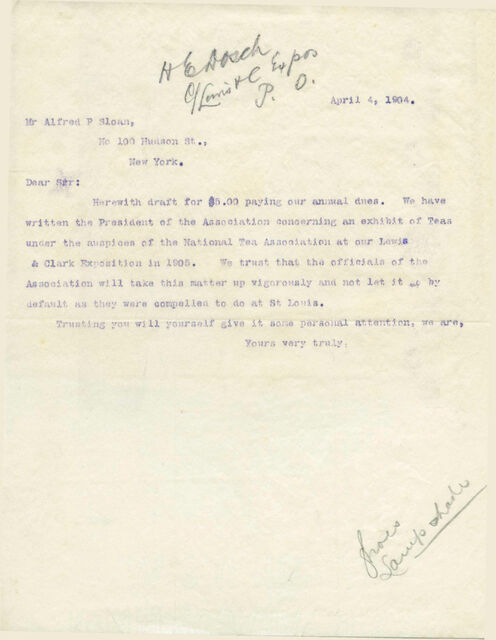 H E Dosch
c/ Lewis & C Expos
P. O.
April 4, 1904.
Mr Alfred P Sloan,
No 100 Hudson St.,
New York.
Dear Sir:
Herewith draft for $5.00 paying our annual dues. We have
written the President of the Association concerning an exhibit of Teas
under the auspices of the National Tea Association at our Lewis
& Clark Exposition in 1905. We trust that the officials of the
Association will take this matter up vigorously and not let it go by
default as they were compelled to do at St Louis.
Trusting you will yourself give it some personal attention, we are,
Yours very truly,
Lampshade